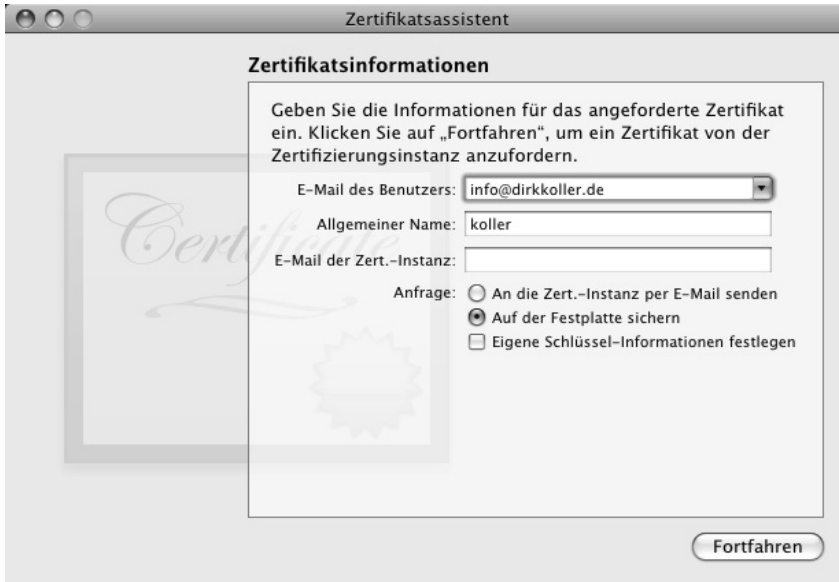 Zertifikatsassistent
Zertifikatsinformationen
Geben Sie die Informationen für das angeforderte Zertifikat
ein. Klicken Sie auf „Fortfahren“, um ein Zertifikat von der
Zertifizierungsinstanz anzufordern.
E-Mail des Benutzers: info@dirkkoller.de
Allgemeiner Name: koller
E-Mail der Zert.-Instanz:
Certificate
Anfrage: An die Zert.-Instanz per E-Mail senden
Auf der Festplatte sichern
Eigene Schlüssel-Informationen festlegen
Fortfahren